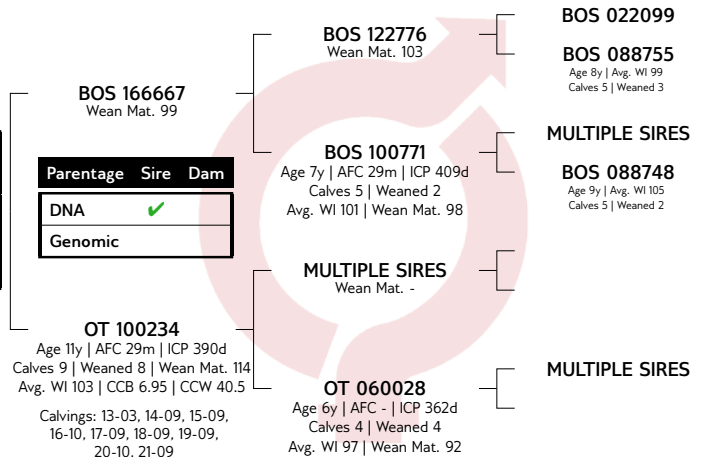 BOS 166667
Wean Mat. 99
Parentage Sire Dam
DNA ✔
Genomic
OT 100234
Age 11y | AFC 29m | ICP 390d
Calves 9 | Weaned 8 | Wean Mat. 114
Avg. WI 103 | CCB 6.95 | CCW 40.5
Calvings: 13-03, 14-09, 15-09,
16-10, 17-09, 18-09, 19-09,
20-10, 21-09
BOS 122776
Wean Mat. 103
BOS 100771
Age 7y | AFC 29m | ICP 409d
Calves 5 | Weaned 2
Avg. WI 101 | Wean Mat. 98
MULTIPLE SIRES
Wean Mat. -
OT 060028
Age 6y | AFC - | ICP 362d
Calves 4 | Weaned 4
Avg. WI 97 | Wean Mat. 92
BOS 022099
BOS 088755
Age 8y | Avg. WI 99
Calves 5 | Weaned 3
MULTIPLE SIRES
BOS 088748
Age 9y | Avg. WI 105
Calves 5 | Weaned 2
MULTIPLE SIRES